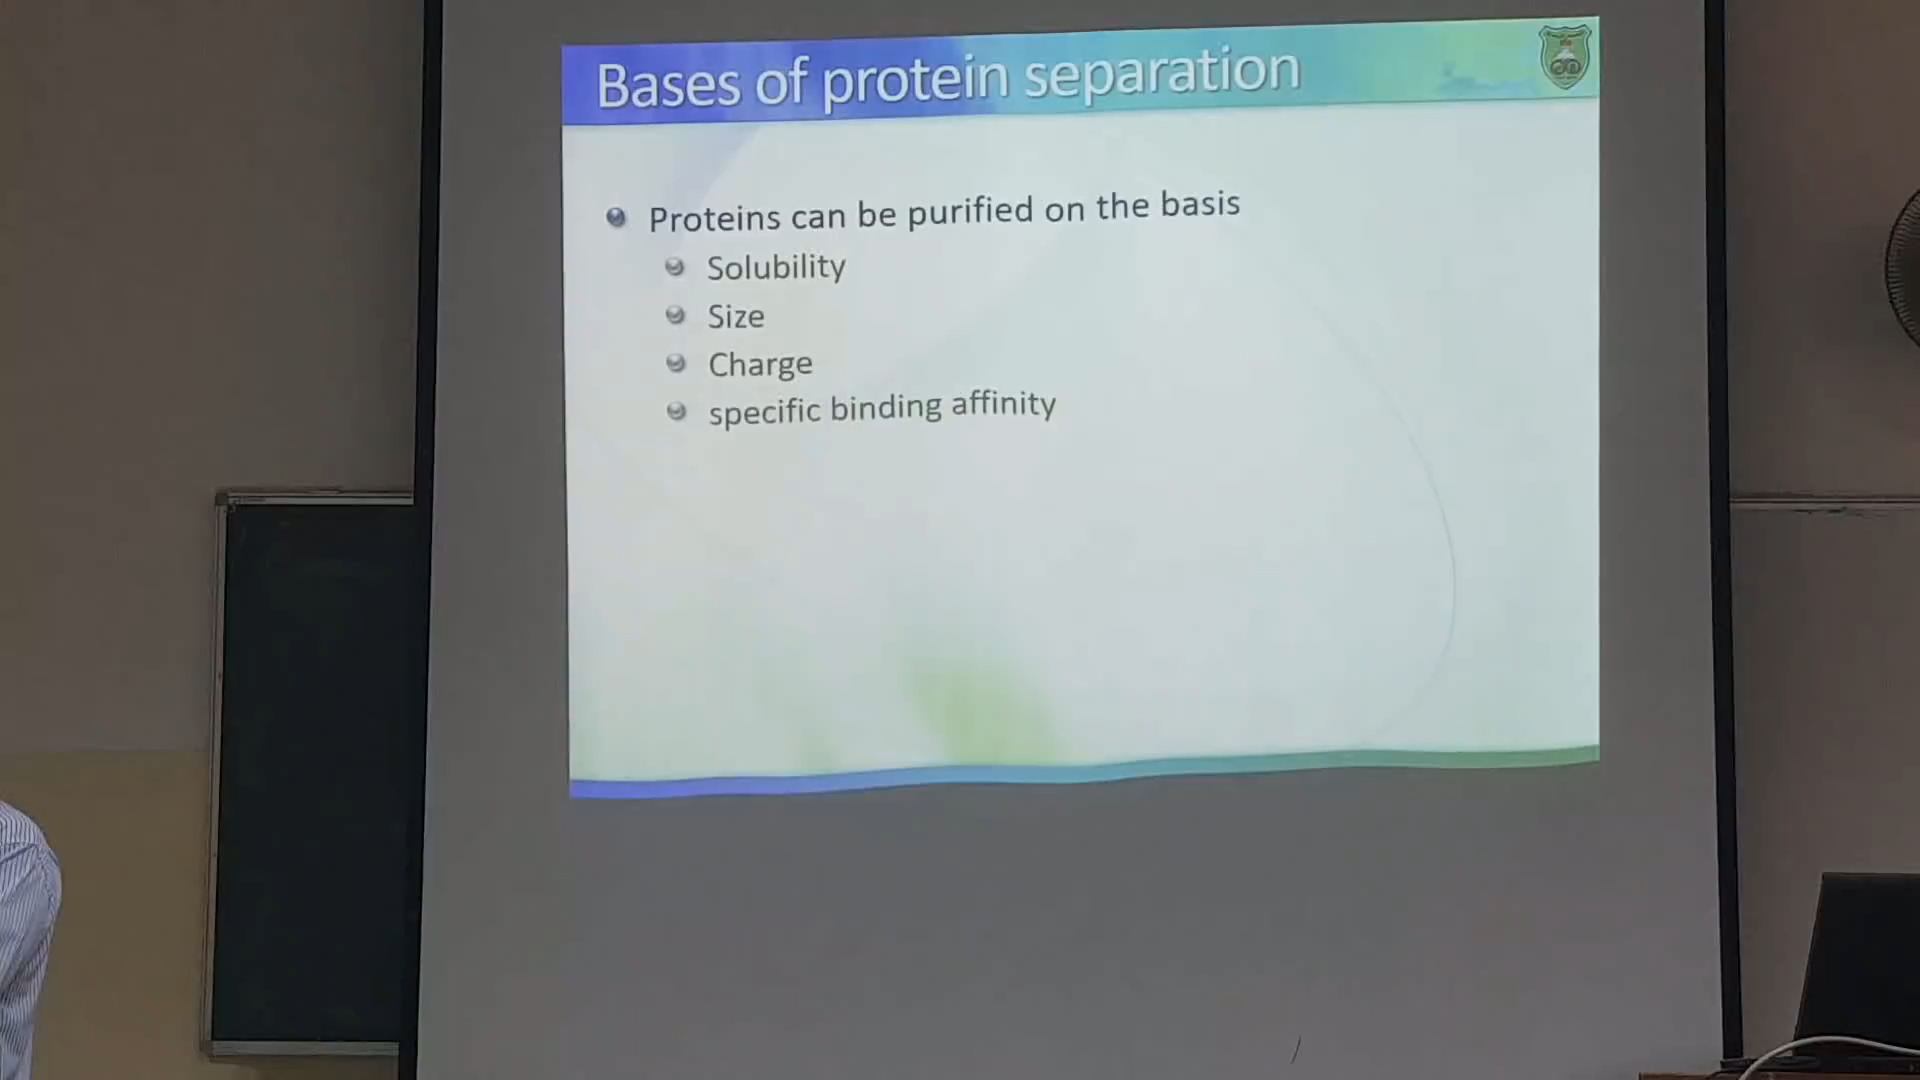 Bases of protein separation
Proteins can be purified on the basis
Solubility
Size
Charge
specific binding affinity